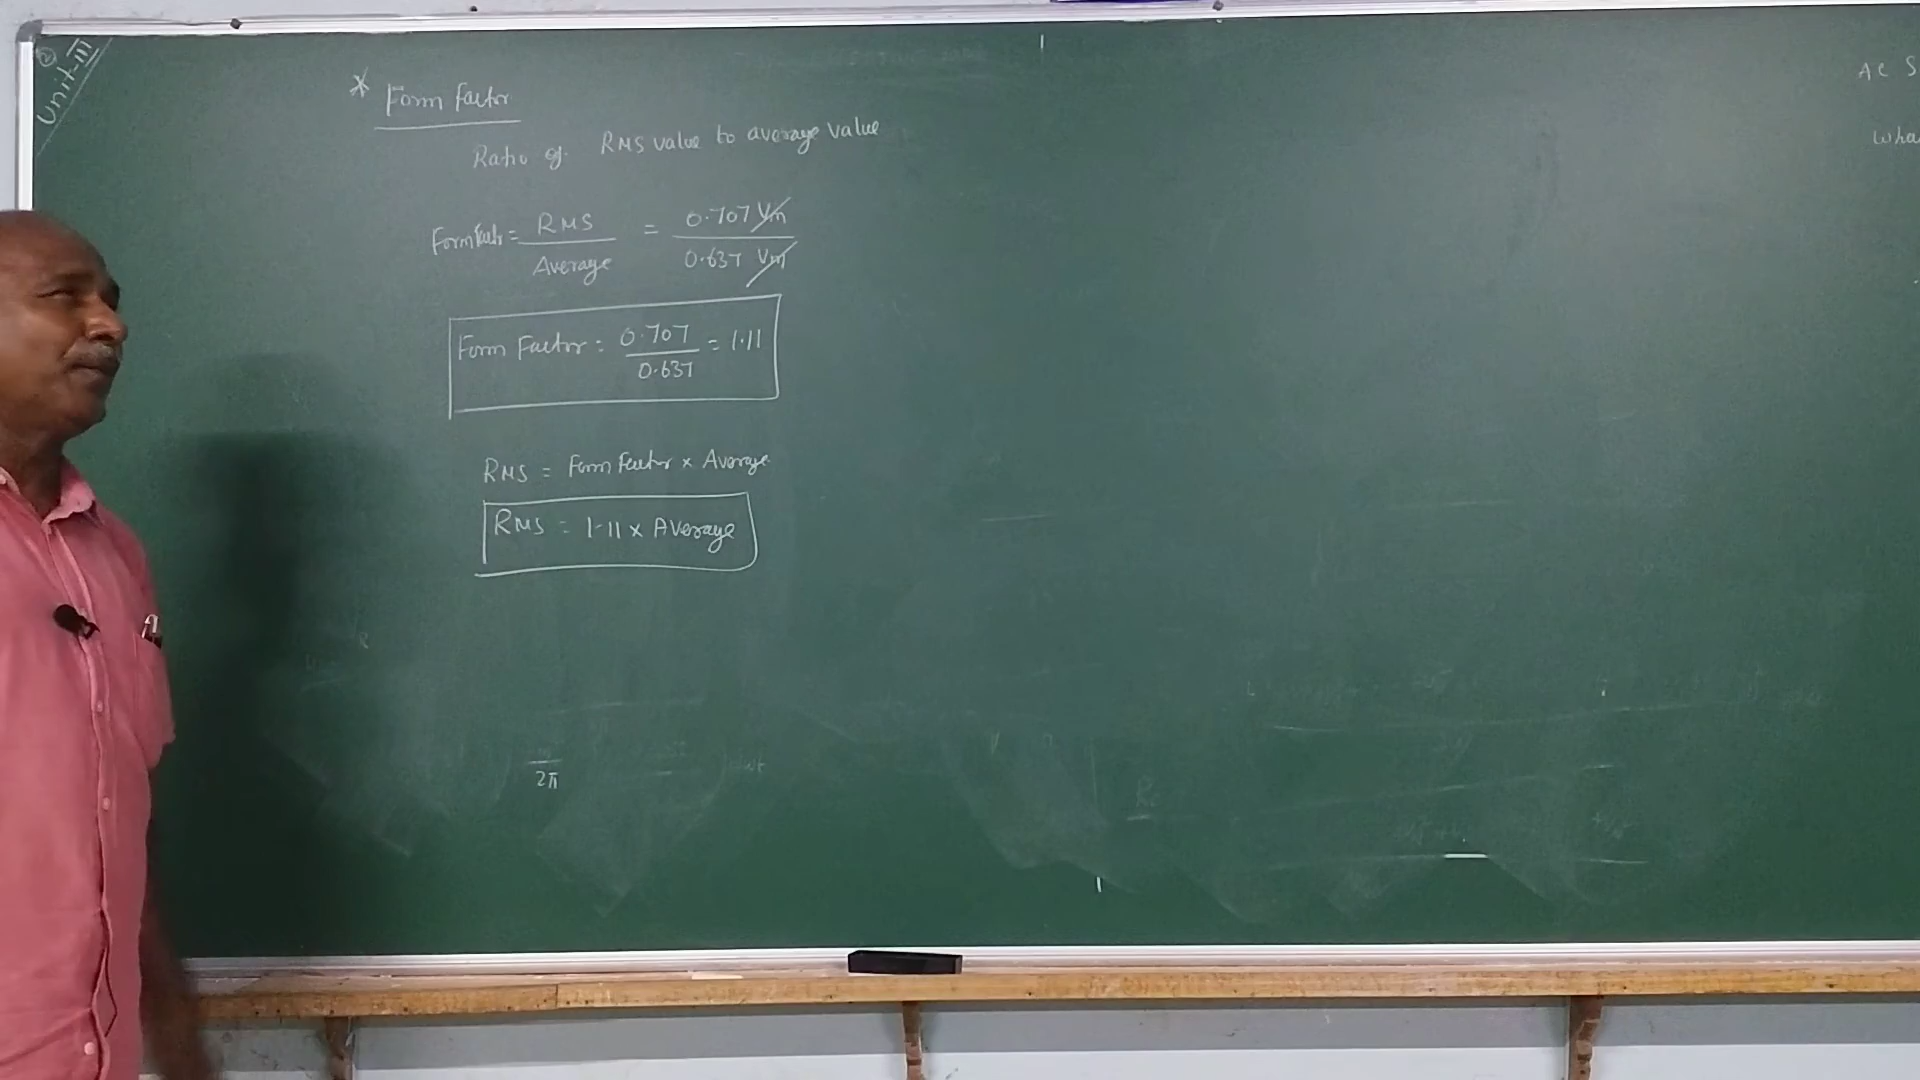 ② Unit-III
* Form factor
Ratio of RMS value to average value
Form Factr = RMS / Average = 0.707 Vm / 0.637 Vm
Form Factor = 0.707 / 0.637 = 1.11
RMS = Form Factor × Average
RMS = 1.11 × Average
2π
AC S
Wha